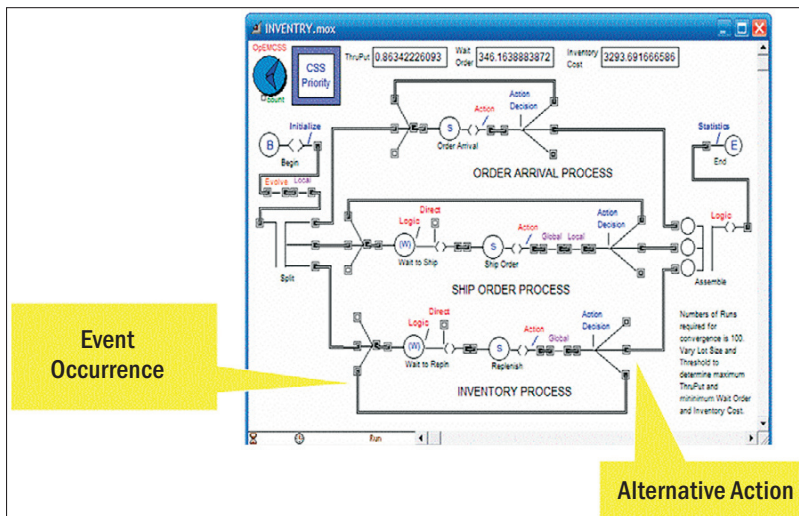 INVENTRY.mox
OpEMCSS
count
CSS
Priority
ThruPut 0.86342226093
Wait
Order 346.1638883872
Inventory
Cost 3293.691666586
Action
Decision
Action
S
Order Arrival
ORDER ARRIVAL PROCESS
Initialize
B
Begin
Evolve Local
Split
Statistics
E
End
Direct
Logic
(W)
Wait to Ship
S
Ship Order
Action
Global Local
Action
Decision
SHIP ORDER PROCESS
Logic
Assemble
Direct
Logic
(W)
Wait to Repln
S
Replenish
Action
Global
Action
Decision
INVENTORY PROCESS
Numbers of Runs
required for
convergence is 100.
Vary Lot Size and
Threshold to
determine maximum
ThruPut and
mininimum Wait Order
and Inventory Cost.
Run
Event
Occurrence
Alternative Action